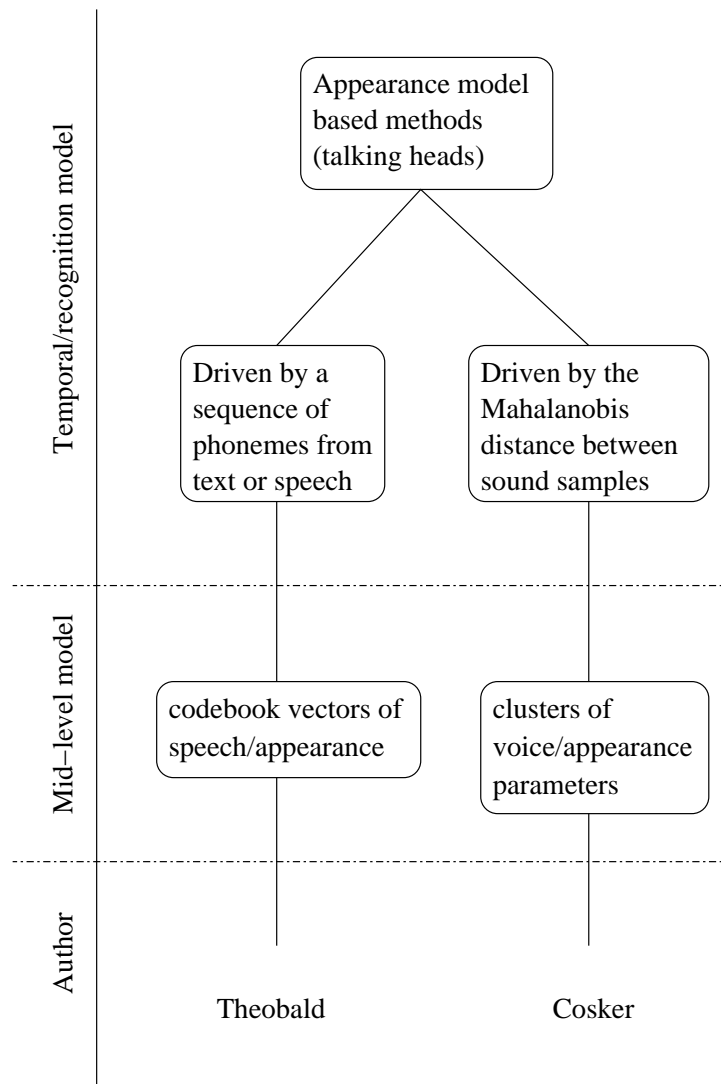 Temporal/recognition model
Appearance model
based methods
(talking heads)
Driven by a
sequence of
phonemes from
text or speech
Driven by the
Mahalanobis
distance between
sound samples
Mid−level model
codebook vectors of
speech/appearance
clusters of
voice/appearance
parameters
Author
Theobald
Cosker